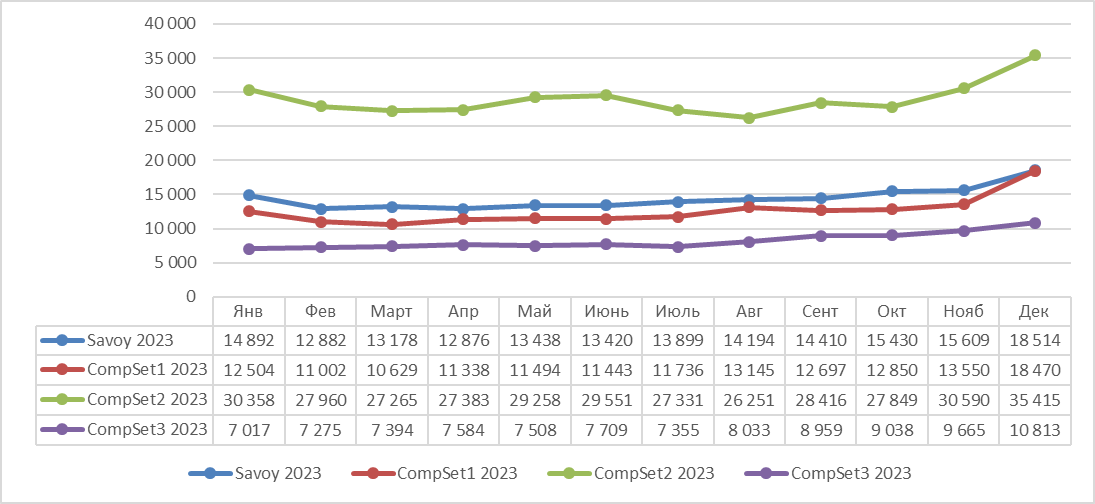 40 000
35 000
30 000
25 000
20 000
15 000
10 000
5 000
0
Янв Фев Март Апр Май Июнь Июль Авг Сент Окт Нояб Дек
Savoy 2023 14 892 12 882 13 178 12 876 13 438 13 420 13 899 14 194 14 410 15 430 15 609 18 514
CompSet1 2023 12 504 11 002 10 629 11 338 11 494 11 443 11 736 13 145 12 697 12 850 13 550 18 470
CompSet2 2023 30 358 27 960 27 265 27 383 29 258 29 551 27 331 26 251 28 416 27 849 30 590 35 415
CompSet3 2023 7 017 7 275 7 394 7 584 7 508 7 709 7 355 8 033 8 959 9 038 9 665 10 813
Savoy 2023 CompSet1 2023 CompSet2 2023 CompSet3 2023